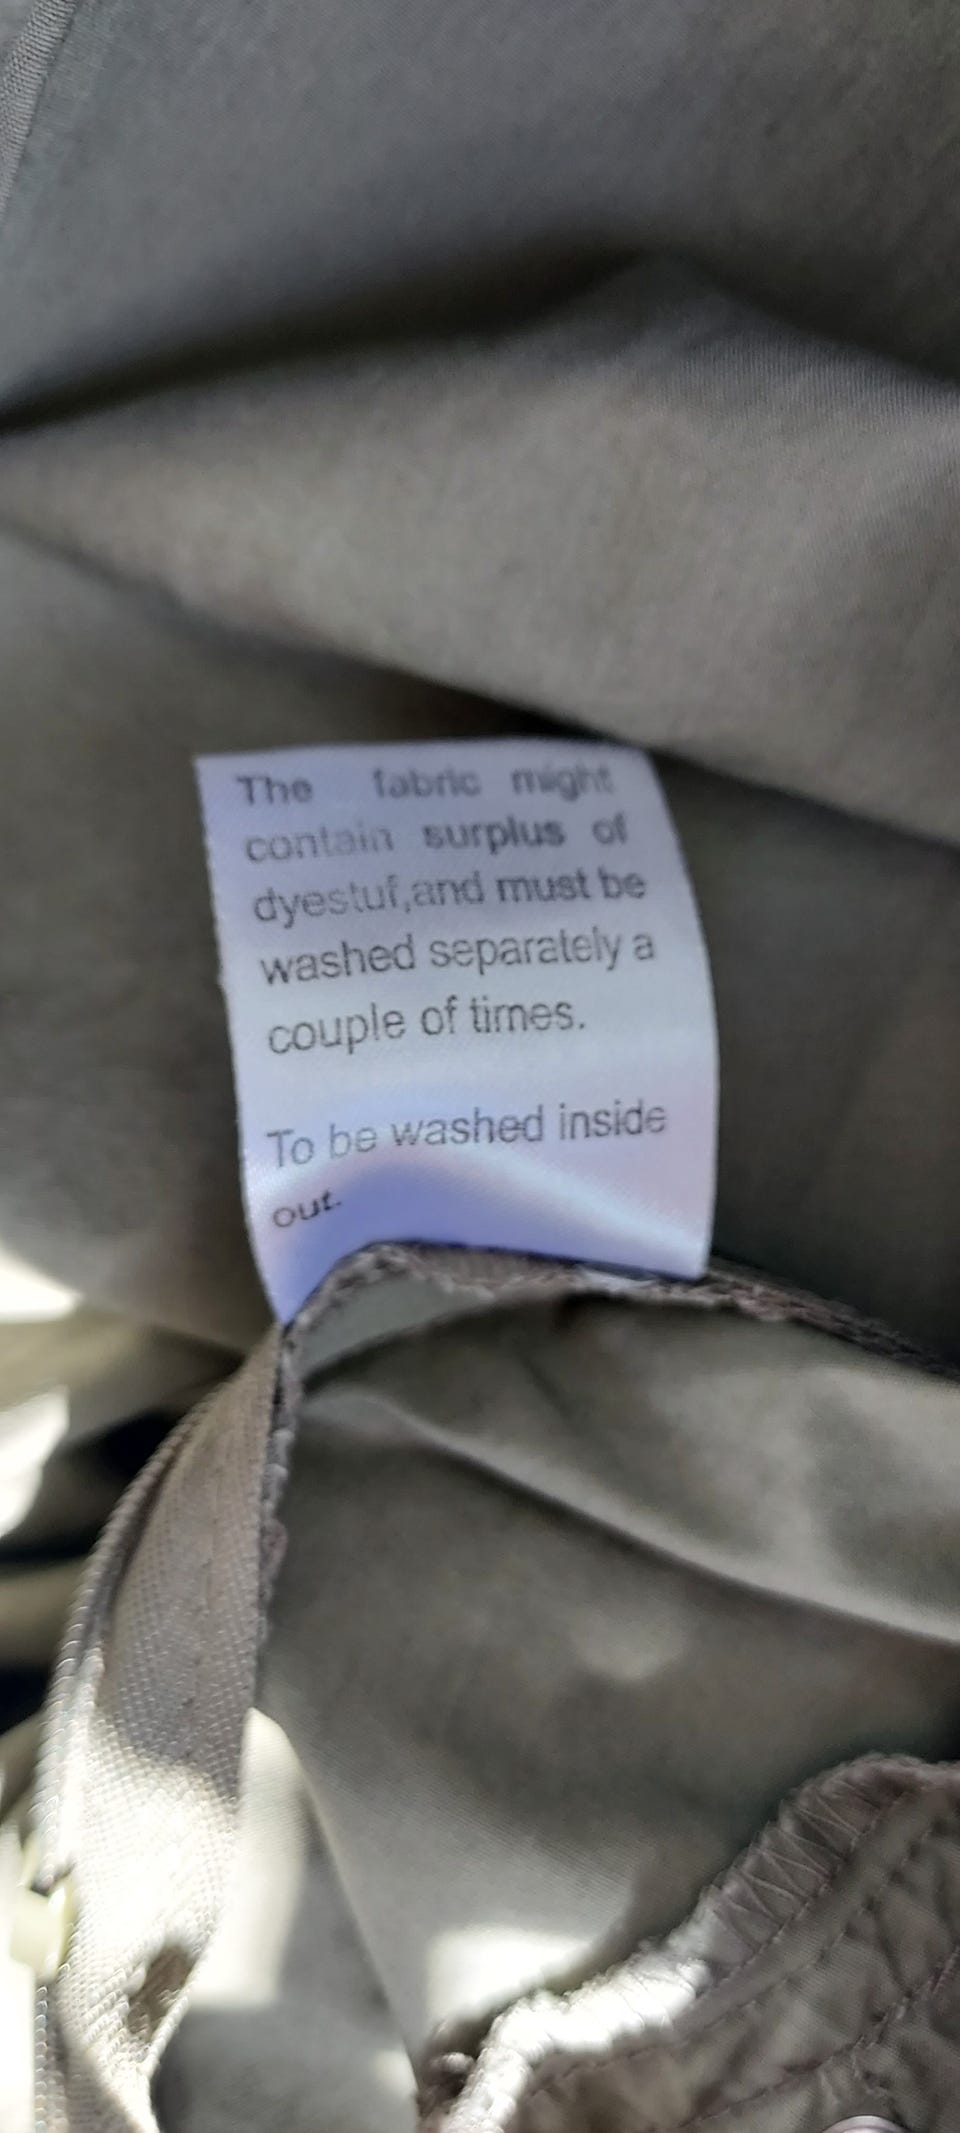 The fabric might
contain surplus of
dyestuf,and must be
washed separately a
couple of times.
To be washed inside
out.